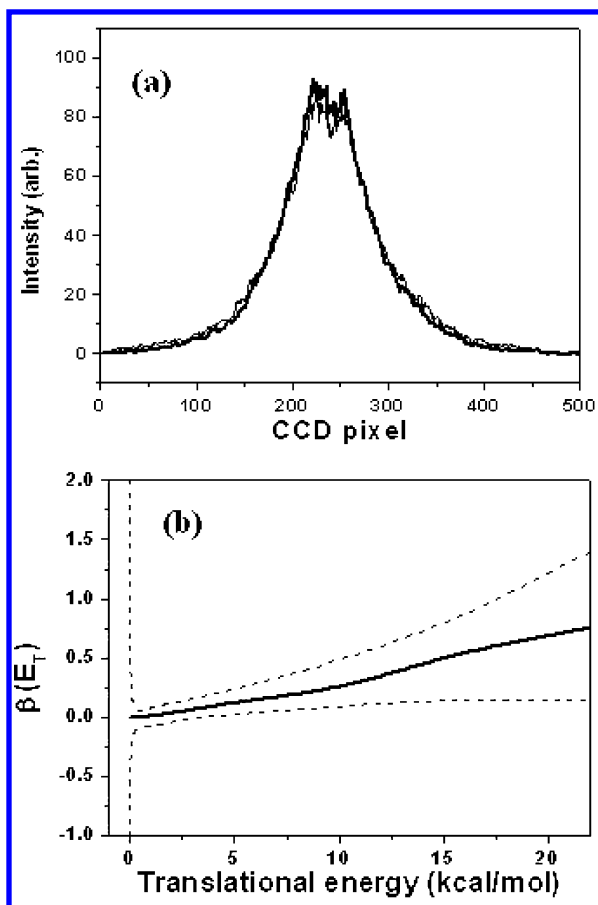 (a)
Intensity (arb.)
100
80
60
40
20
0
0 100 200 300 400 500
CCD pixel
(b)
β (E_T)
2.0
1.5
1.0
0.5
0.0
-0.5
-1.0
0 5 10 15 20
Translational energy (kcal/mol)